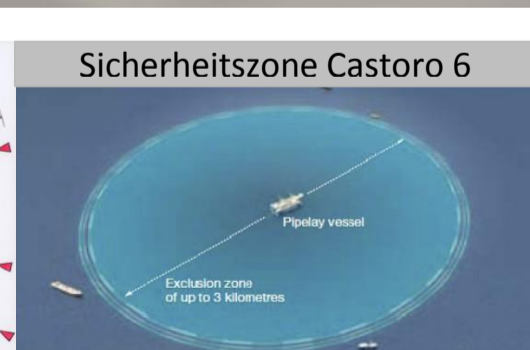 Sicherheitszone Castoro 6
Pipelay vessel
Exclusion zone
of up to 3 kilometres